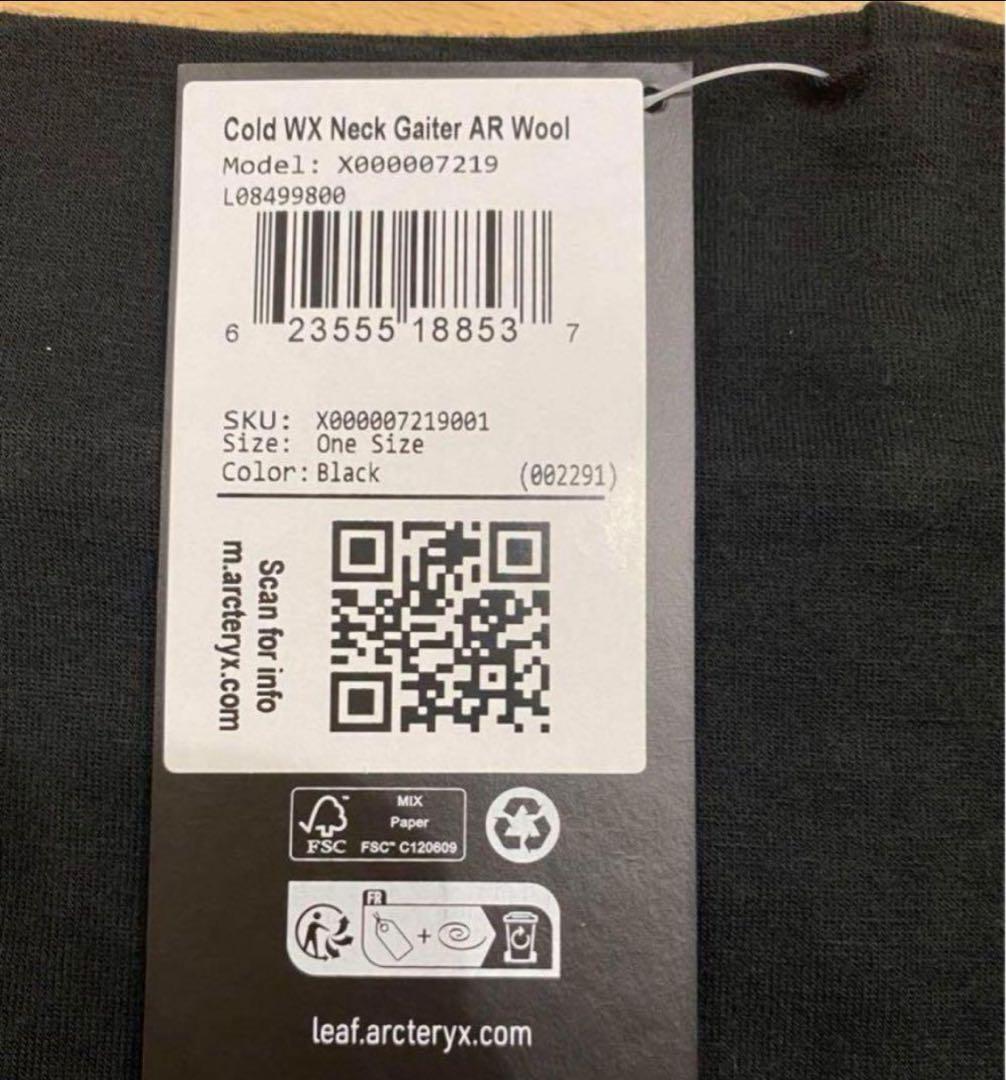 Cold WX Neck Gaiter AR Wool
Model: X000007219
L08499800
6 23555 18853 7
SKU: X000007219001
Size: One Size
Color: Black (002291)
Scan for info
m.arcteryx.com
MIX
Paper
FSC
FSC™ C120609
FR
+
leaf.arcteryx.com